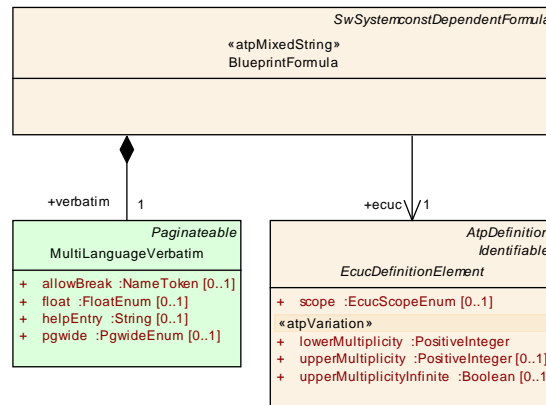 SwSystemconstDependentFormula
«atpMixedString»
BlueprintFormula
+verbatim 1
+ecuc 1
Paginateable
MultiLanguageVerbatim
+ allowBreak :NameToken [0..1]
+ float :FloatEnum [0..1]
+ helpEntry :String [0..1]
+ pgwide :PgwideEnum [0..1]
AtpDefinition
Identifiable
EcucDefinitionElement
+ scope :EcucScopeEnum [0..1]
«atpVariation»
+ lowerMultiplicity :PositiveInteger
+ upperMultiplicity :PositiveInteger [0..1]
+ upperMultiplicityInfinite :Boolean [0..1]